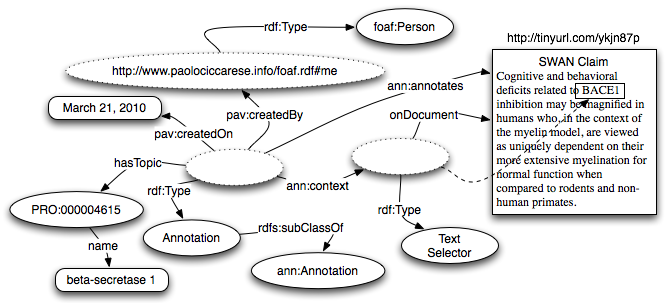 rdf:Type
foaf:Person
http://tinyurl.com/ykjn87p
http://www.paolociccarese.info/foaf.rdf#me
ann:annotates
SWAN Claim
Cognitive and behavioral
deficits related to BACE1
inhibition may be magnified in
humans who, in the context of
the myelin model, are viewed
as uniquely dependent on their
more extensive myelination for
normal function when
compared to rodents and non-
human primates.
March 21, 2010
pav:createdBy
onDocument
pav:createdOn
hasTopic
rdf:Type
ann:context
PRO:000004615
rdf:Type
Annotation
rdfs:subClassOf
name
Text
Selector
beta-secretase 1
ann:Annotation